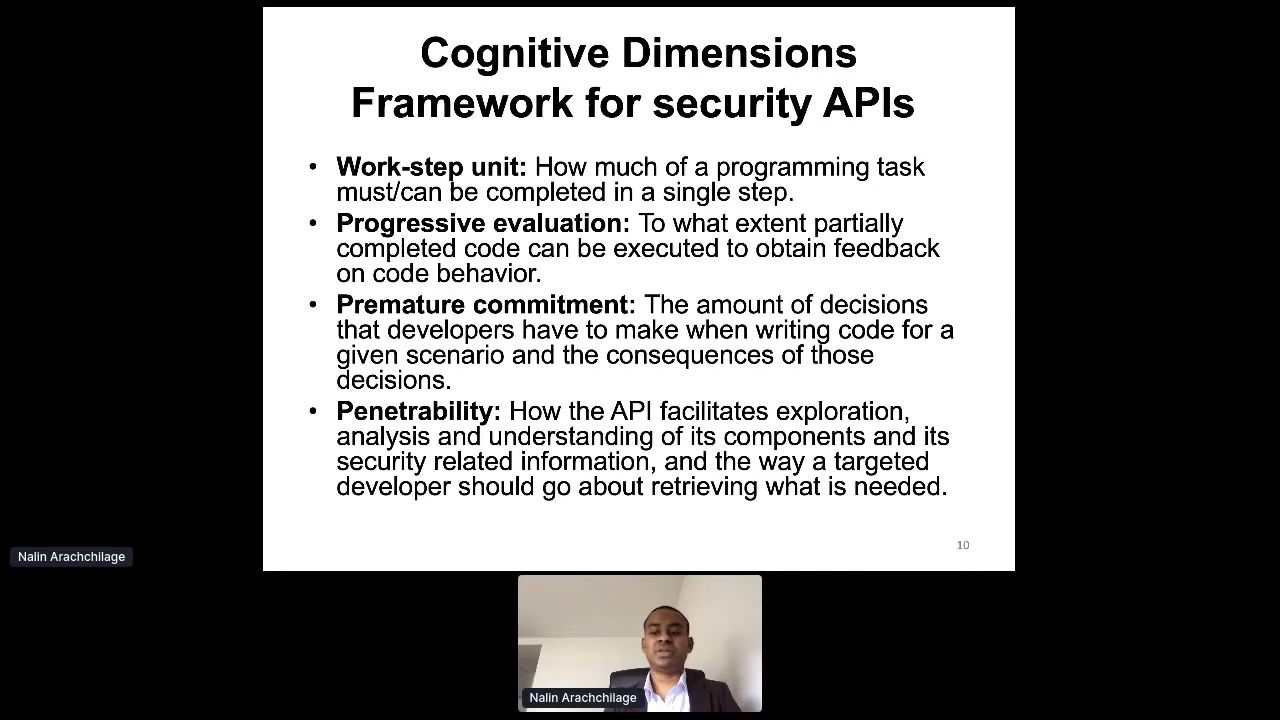 Cognitive Dimensions
Framework for security APIs
• Work-step unit: How much of a programming task
must/can be completed in a single step.
• Progressive evaluation: To what extent partially
completed code can be executed to obtain feedback
on code behavior.
• Premature commitment: The amount of decisions
that developers have to make when writing code for a
given scenario and the consequences of those
decisions.
• Penetrability: How the API facilitates exploration,
analysis and understanding of its components and its
security related information, and the way a targeted
developer should go about retrieving what is needed.
10
Nalin Arachchilage
Nalin Arachchilage